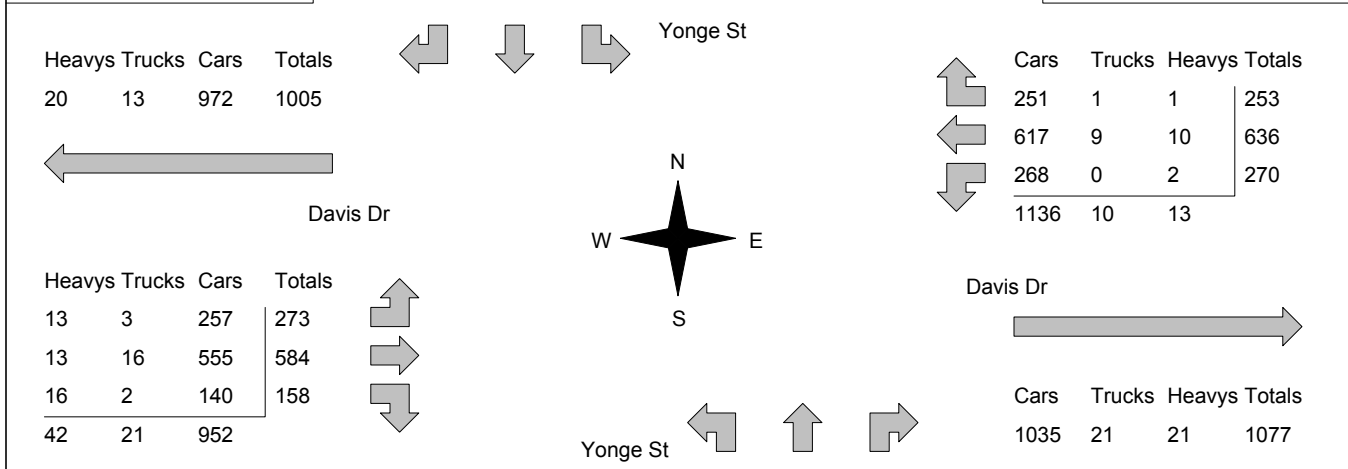 Yonge St
Heavys Trucks Cars Totals
20 13 972 1005
Cars Trucks Heavys Totals
251 1 1 253
617 9 10 636
268 0 2 270
1136 10 13
N
W E
S
Davis Dr
Heavys Trucks Cars Totals
13 3 257 273
13 16 555 584
16 2 140 158
42 21 952
Davis Dr
Cars Trucks Heavys Totals
1035 21 21 1077
Yonge St